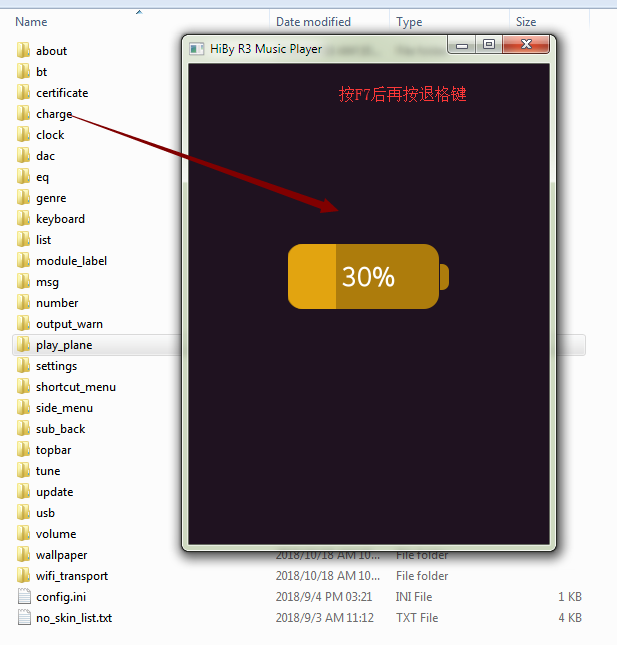 Name Date modified Type Size
about
bt
certificate
charge
clock
dac
eq
genre
keyboard
list
module_label
msg
number
output_warn
play_plane
settings
shortcut_menu
side_menu
sub_back
topbar
tune
update
usb
volume
wallpaper 2018/10/18 AM 10... File folder
wifi_transport 2018/10/18 AM 10... File folder
config.ini 2018/9/4 PM 03:21 INI File 1 KB
no_skin_list.txt 2018/9/3 AM 11:12 TXT File 4 KB
HiBy R3 Music Player
按F7后再按退格键
30%